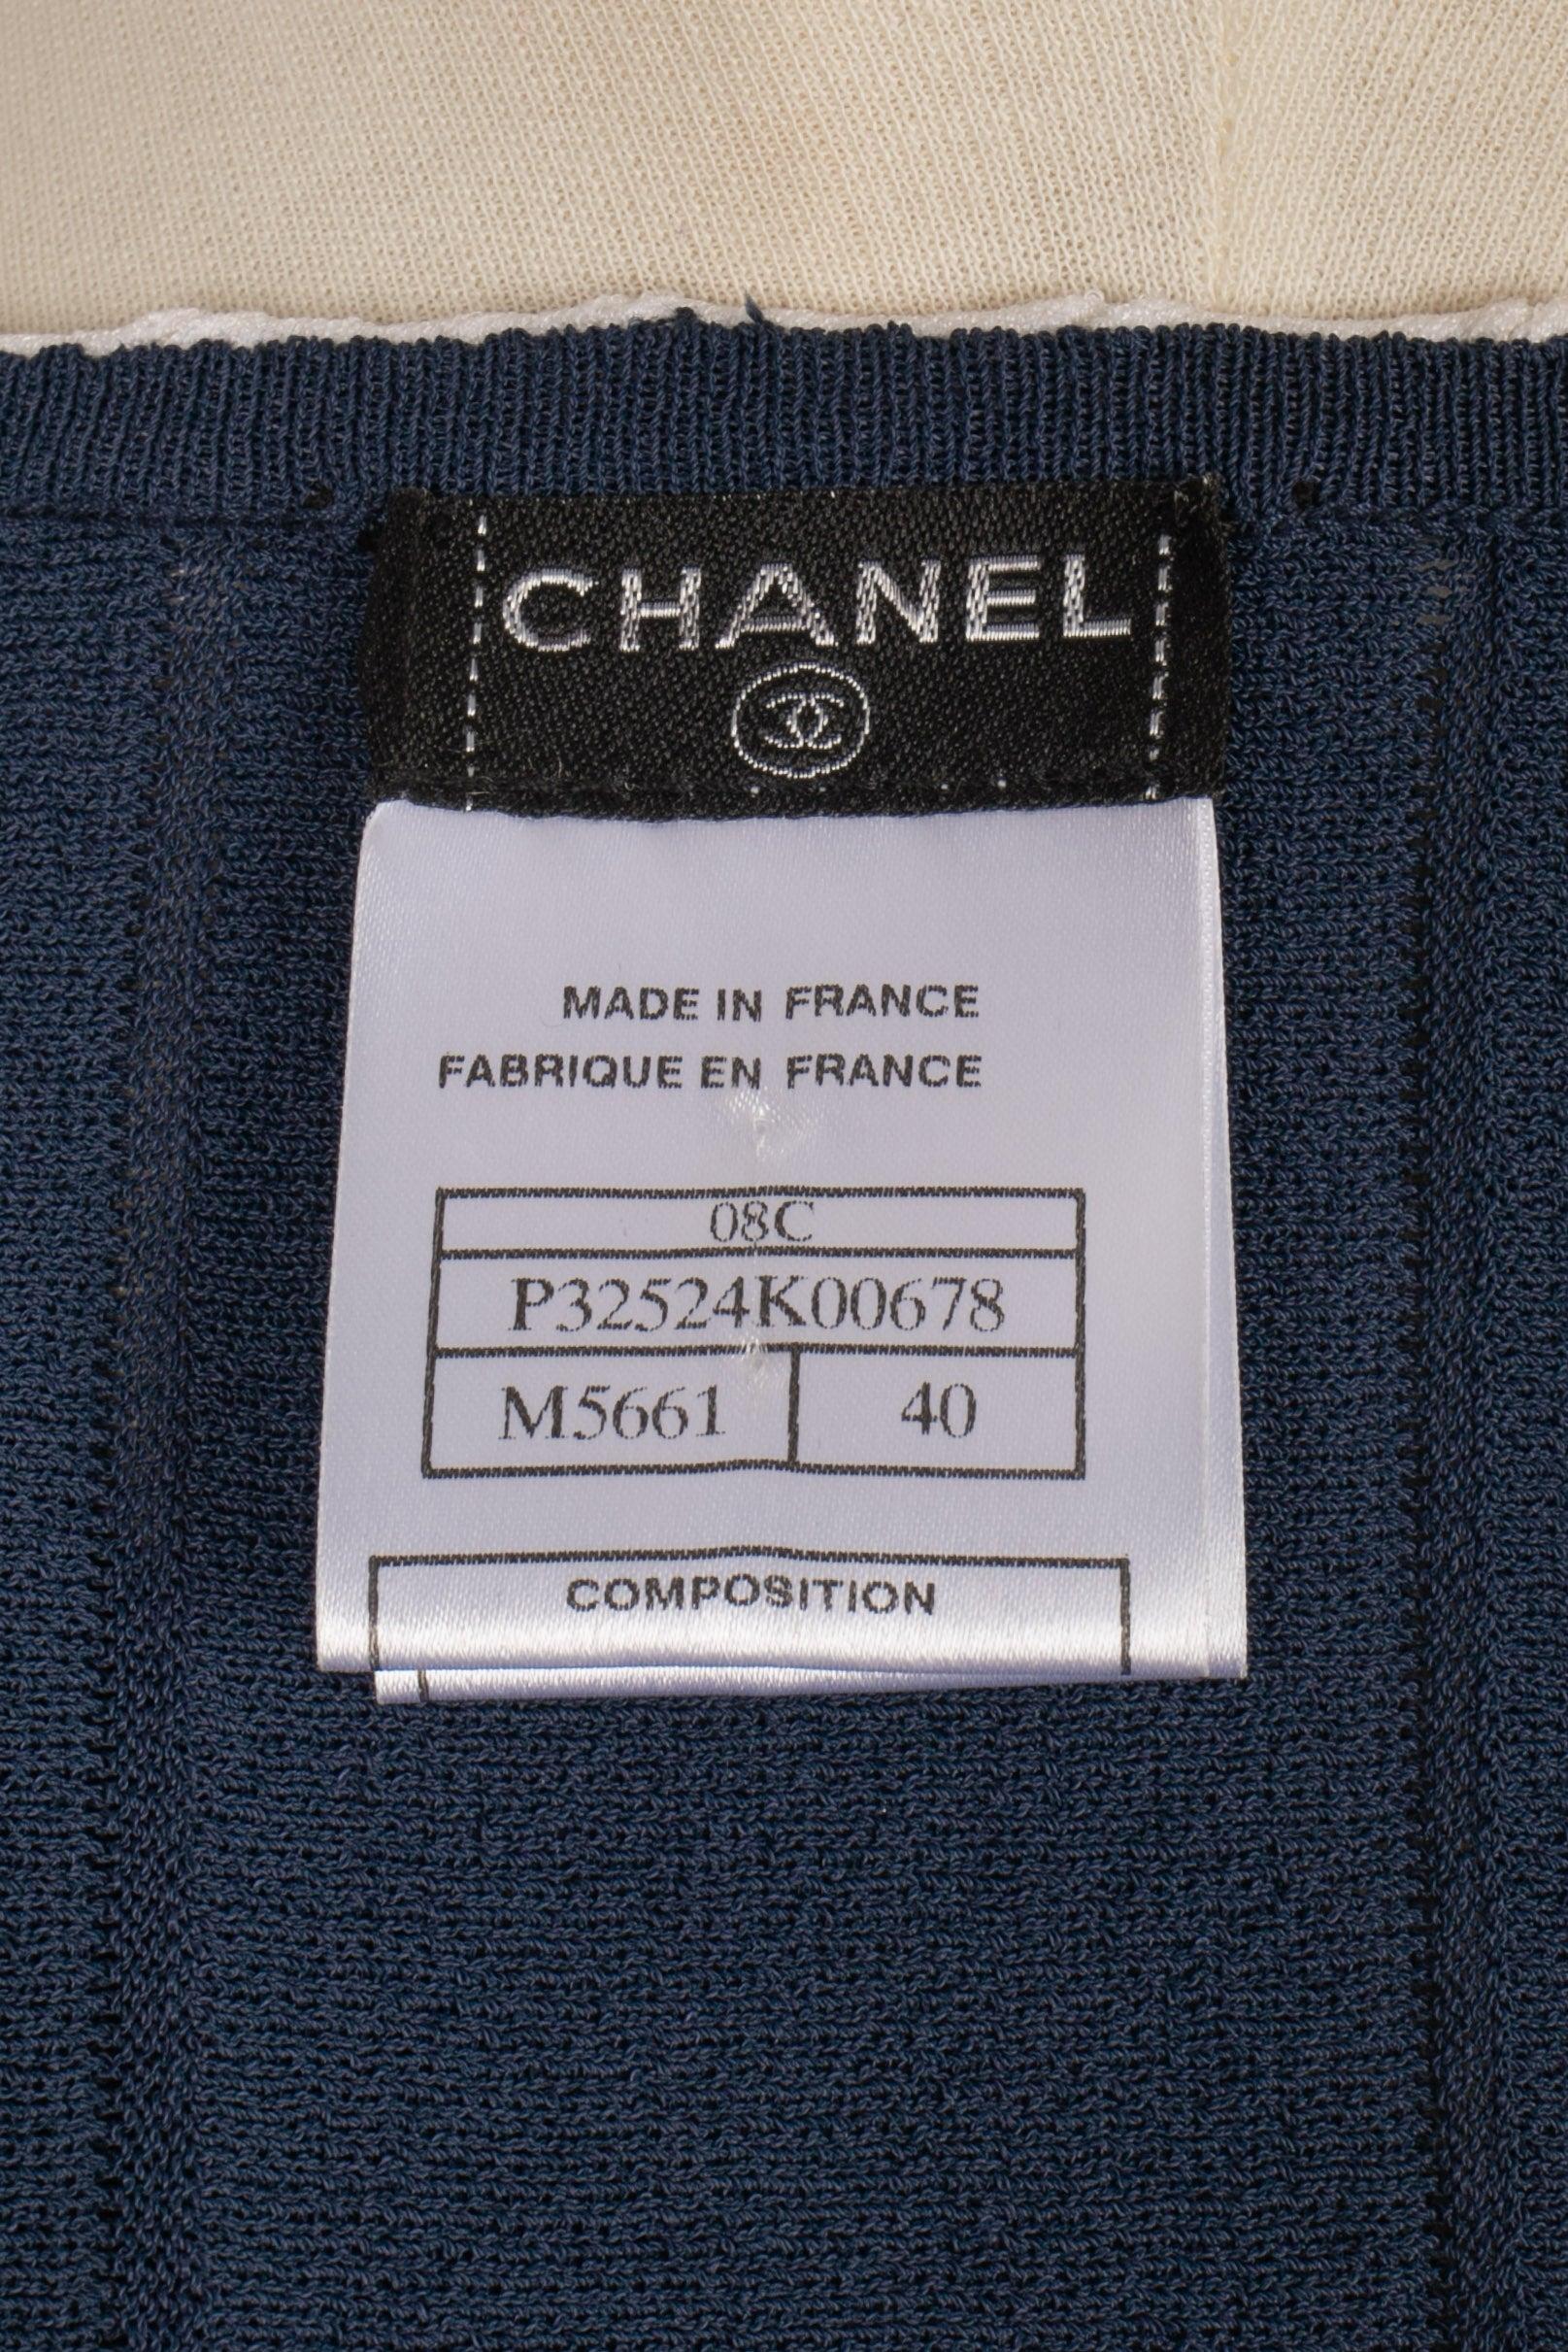 CHANEL
MADE IN FRANCE
FABRIQUE EN FRANCE
08C
P32524K00678
M5661 40
COMPOSITION